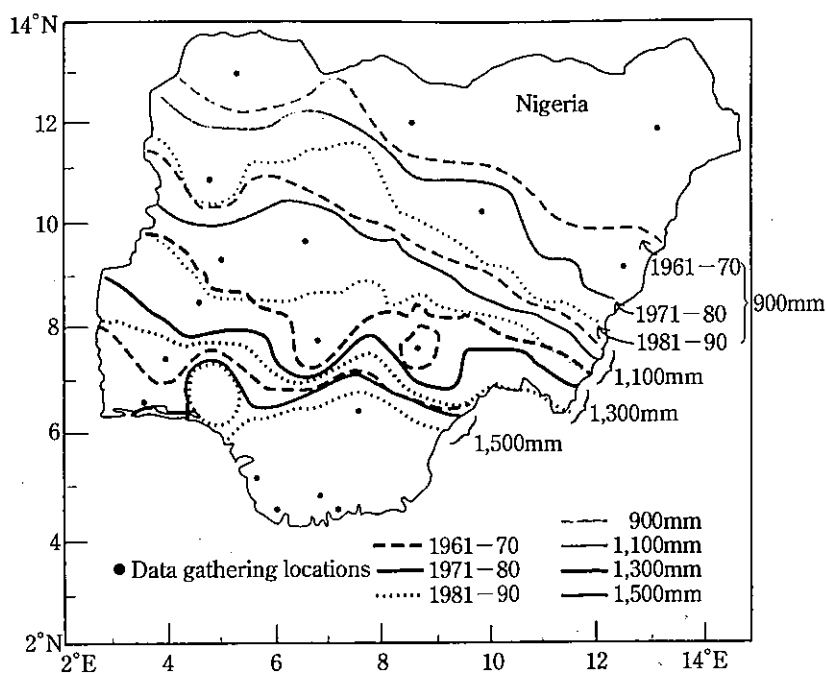 14°N
12
10
8
6
4
2°N
2°E
4
6
8
10
12
14°E
Nigeria
1961−70
1971−80
1981−90
900mm
1,100mm
1,300mm
1,500mm
● Data gathering locations
1961−70
1971−80
1981−90
900mm
1,100mm
1,300mm
1,500mm